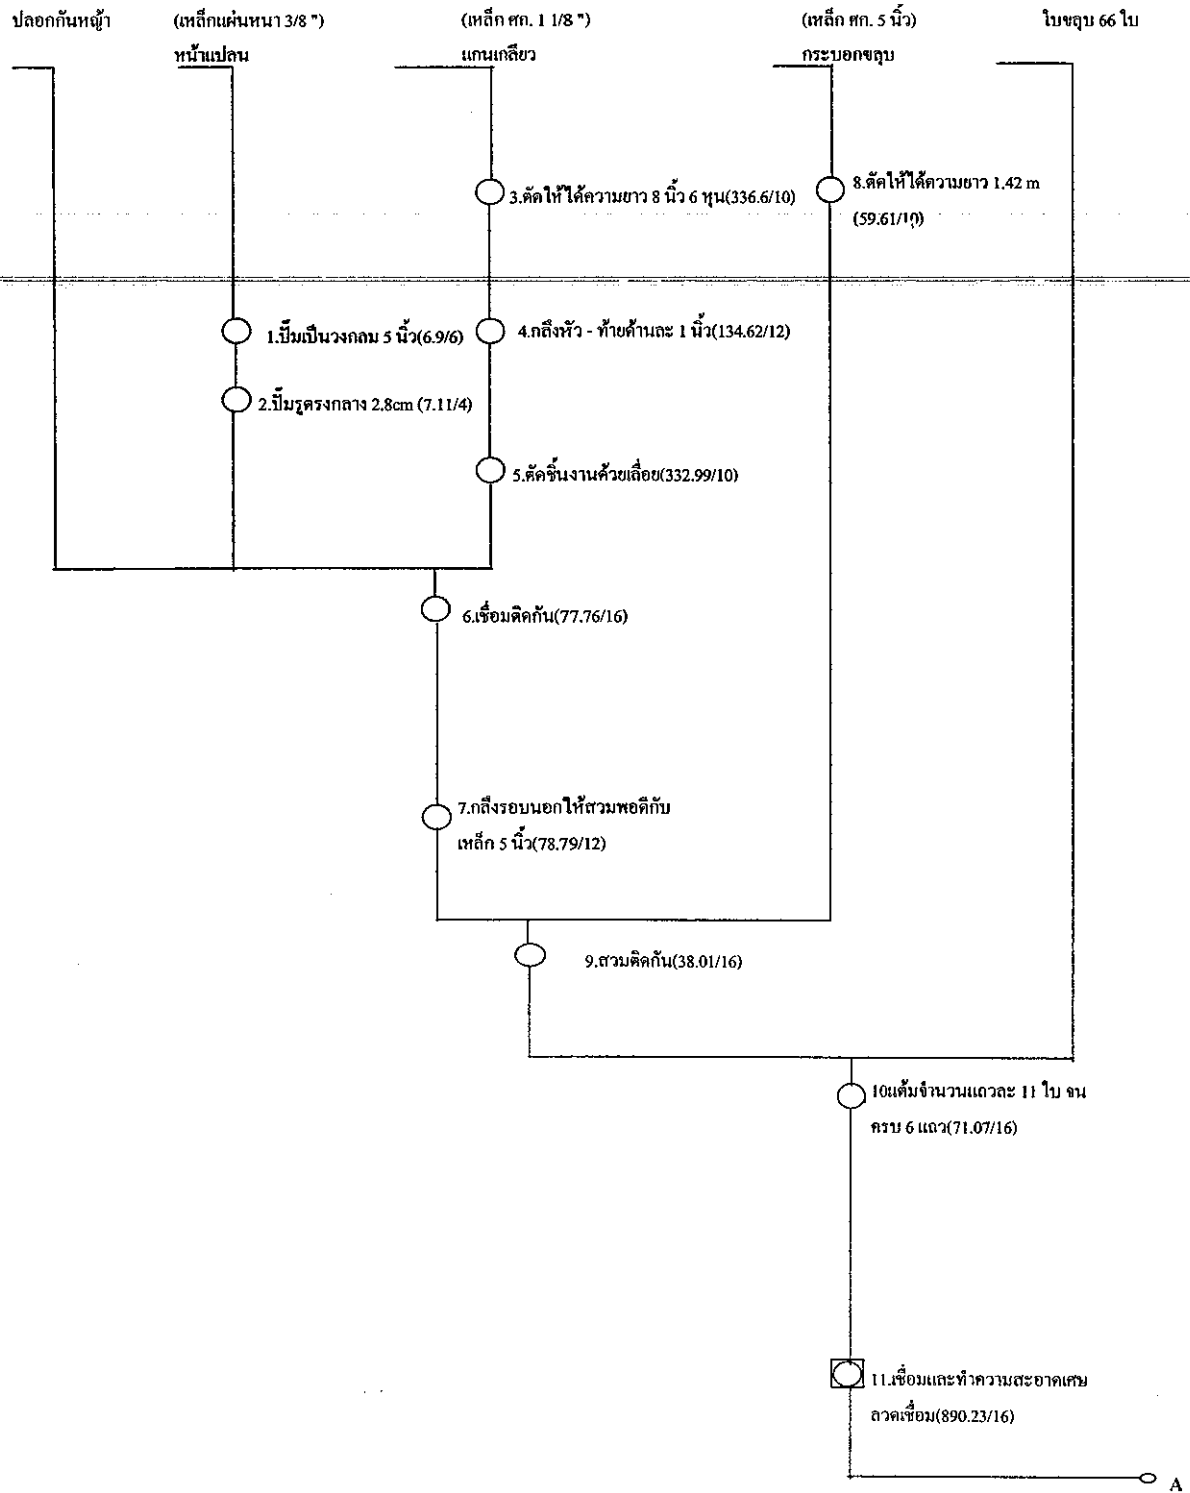 ปลอกกันหญ้า
(เหล็กแผ่นหนา 3/8 ")
หน้าแปลน
(เหล็ก ศก. 1 1/8 ")
แกนเกลียว
(เหล็ก ศก. 5 นิ้ว)
กระบอกขลุบ
ใบขลุบ 66 ใบ
3.ตัดให้ได้ความยาว 8 นิ้ว 6 หุน(336.6/10)
8.ตัดให้ได้ความยาว 1.42 m
(59.61/10)
1.ปั๊มเป็นวงกลม 5 นิ้ว(6.9/6)
4.กลึงหัว - ท้ายด้านละ 1 นิ้ว(134.62/12)
2.ปั๊มรูตรงกลาง 2.8cm (7.11/4)
5.ตัดชิ้นงานด้วยเลื่อย(332.99/10)
6.เชื่อมติดกัน(77.76/16)
7.กลึงรอบนอกให้สวมพอดีกับ
เหล็ก 5 นิ้ว(78.79/12)
9.สวมติดกัน(38.01/16)
10แต้มจำนวนแถวละ 11 ใบ จน
ครบ 6 แถว(71.07/16)
11.เชื่อมและทำความสะอาดเศษ
ลวดเชื่อม(890.23/16)
A